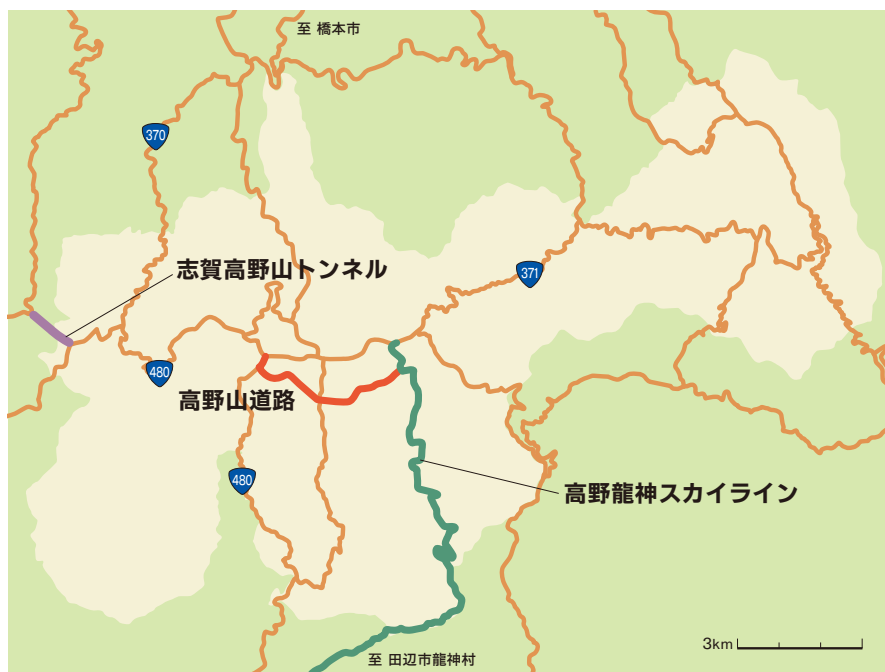 至 橋本市
370
志賀高野山トンネル
371
480
高野山道路
480
高野龍神スカイライン
3km
至 田辺市龍神村